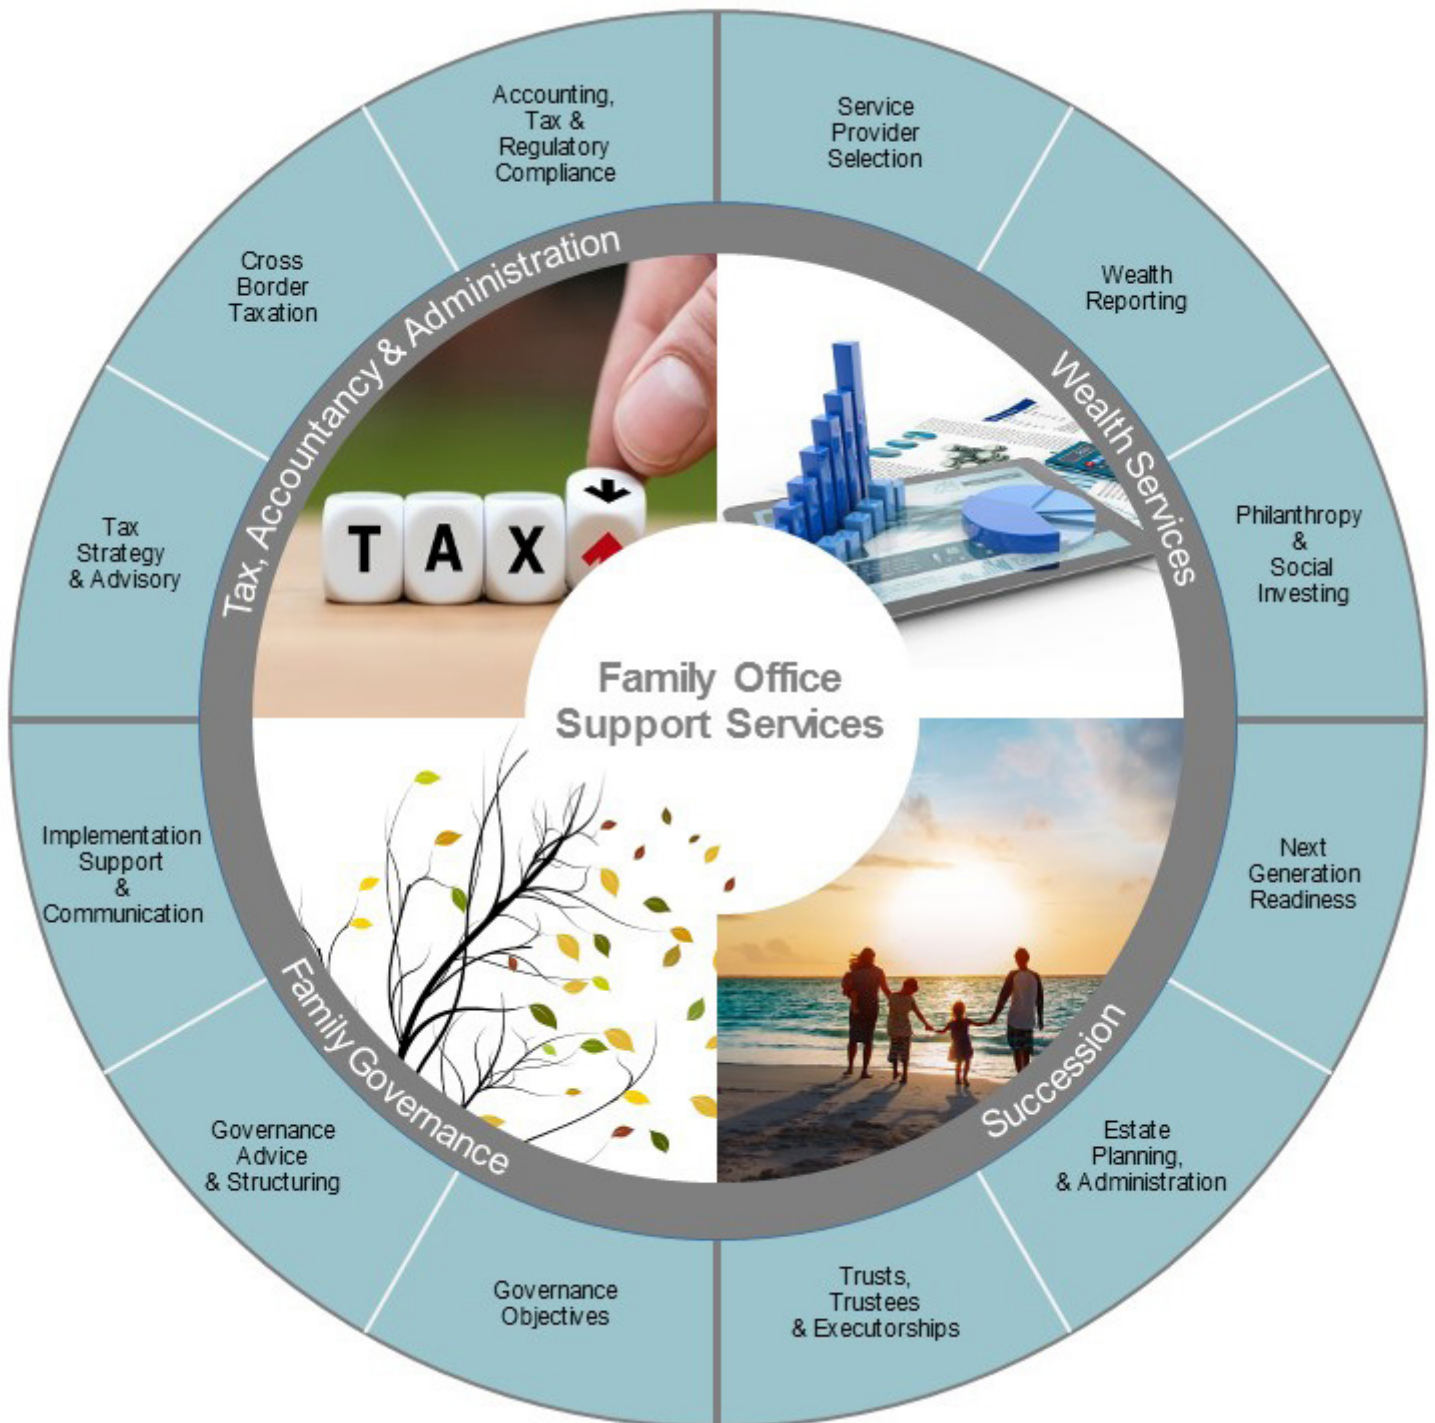 Family Office
Support Services
Tax, Accountancy & Administration
Accounting,
Tax &
Regulatory
Compliance
Cross
Border
Taxation
Tax
Strategy
& Advisory
TAX
Wealth Services
Service
Provider
Selection
Wealth
Reporting
Philanthropy
&
Social
Investing
Succession
Next
Generation
Readiness
Estate
Planning,
& Administration
Trusts,
Trustees
& Executorships
Family Governance
Governance
Objectives
Governance
Advice
& Structuring
Implementation
Support
&
Communication